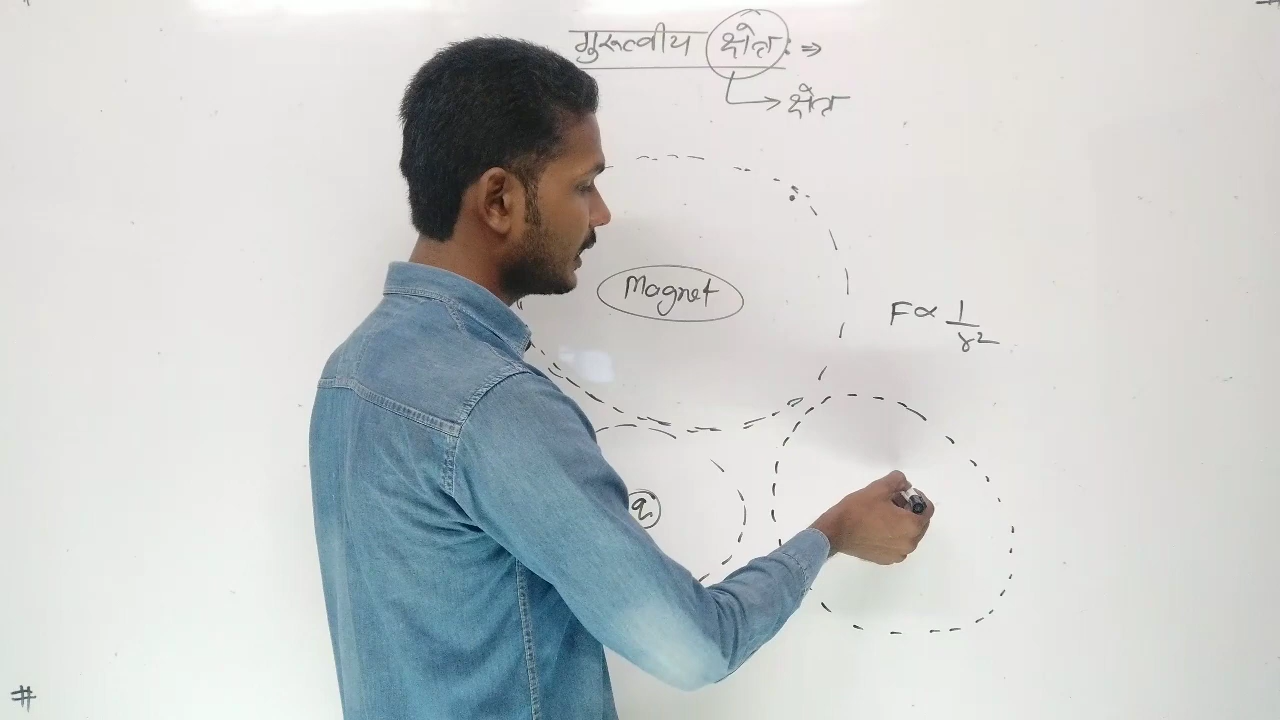 गुरूत्वीय क्षेत्र : ⇒
→ क्षेत्र
Magnet
F ∝ 1/r²
q
#